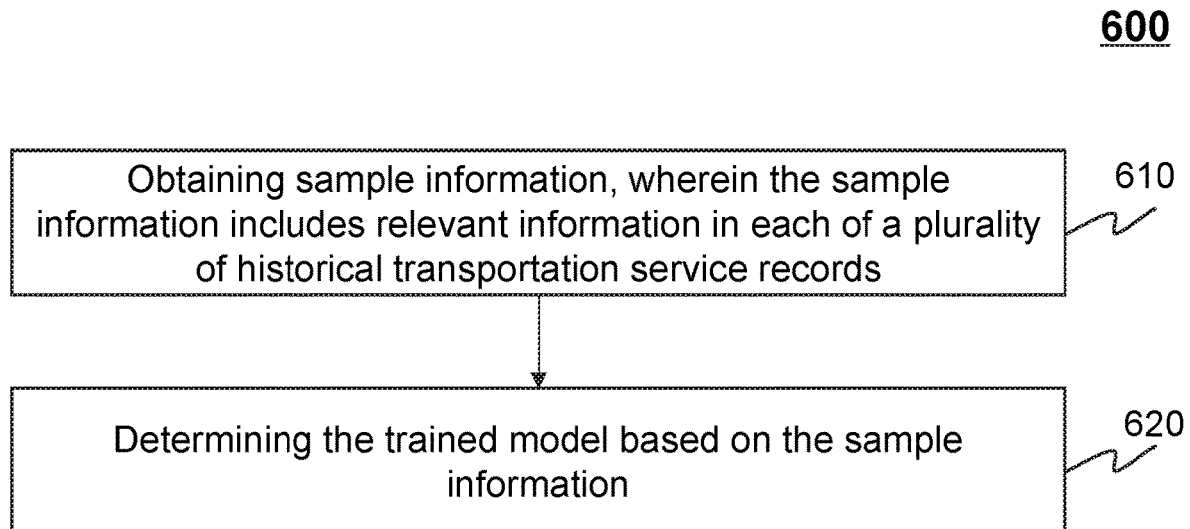 600
Obtaining sample information, wherein the sample
information includes relevant information in each of a plurality
of historical transportation service records
610
Determining the trained model based on the sample
information
620